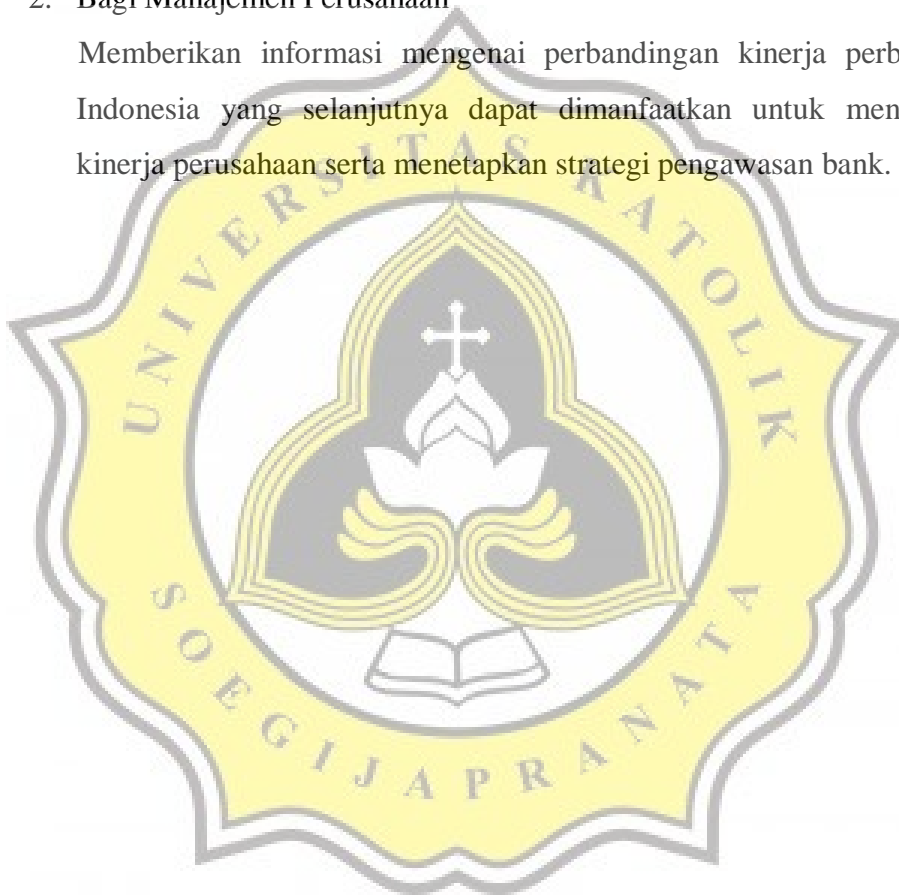 2. Bagi Manajemen Perusahaan
Memberikan informasi mengenai perbandingan kinerja
Indonesia yang selanjutnya dapat dimanfaatkan untuk
kinerja perusahaan serta menetapkan strategi pengawasan bank.
UNIVERSITAS KATOLIK
SOEGIJAPRANATA